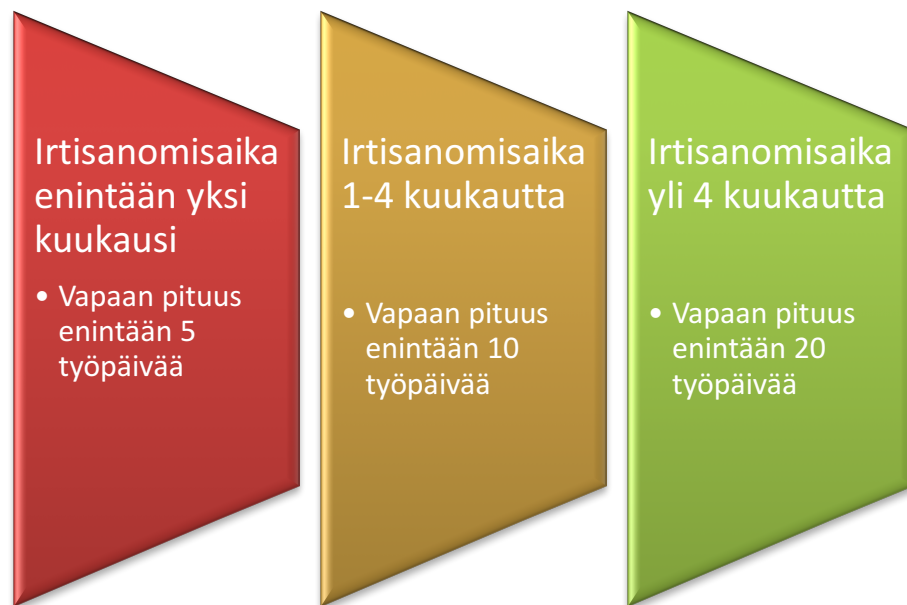 Irtisanomisaika
enintään yksi
kuukausi
• Vapaan pituus
enintään 5
työpäivää
Irtisanomisaika
1-4 kuukautta
• Vapaan pituus
enintään 10
työpäivää
Irtisanomisaika
yli 4 kuukautta
• Vapaan pituus
enintään 20
työpäivää